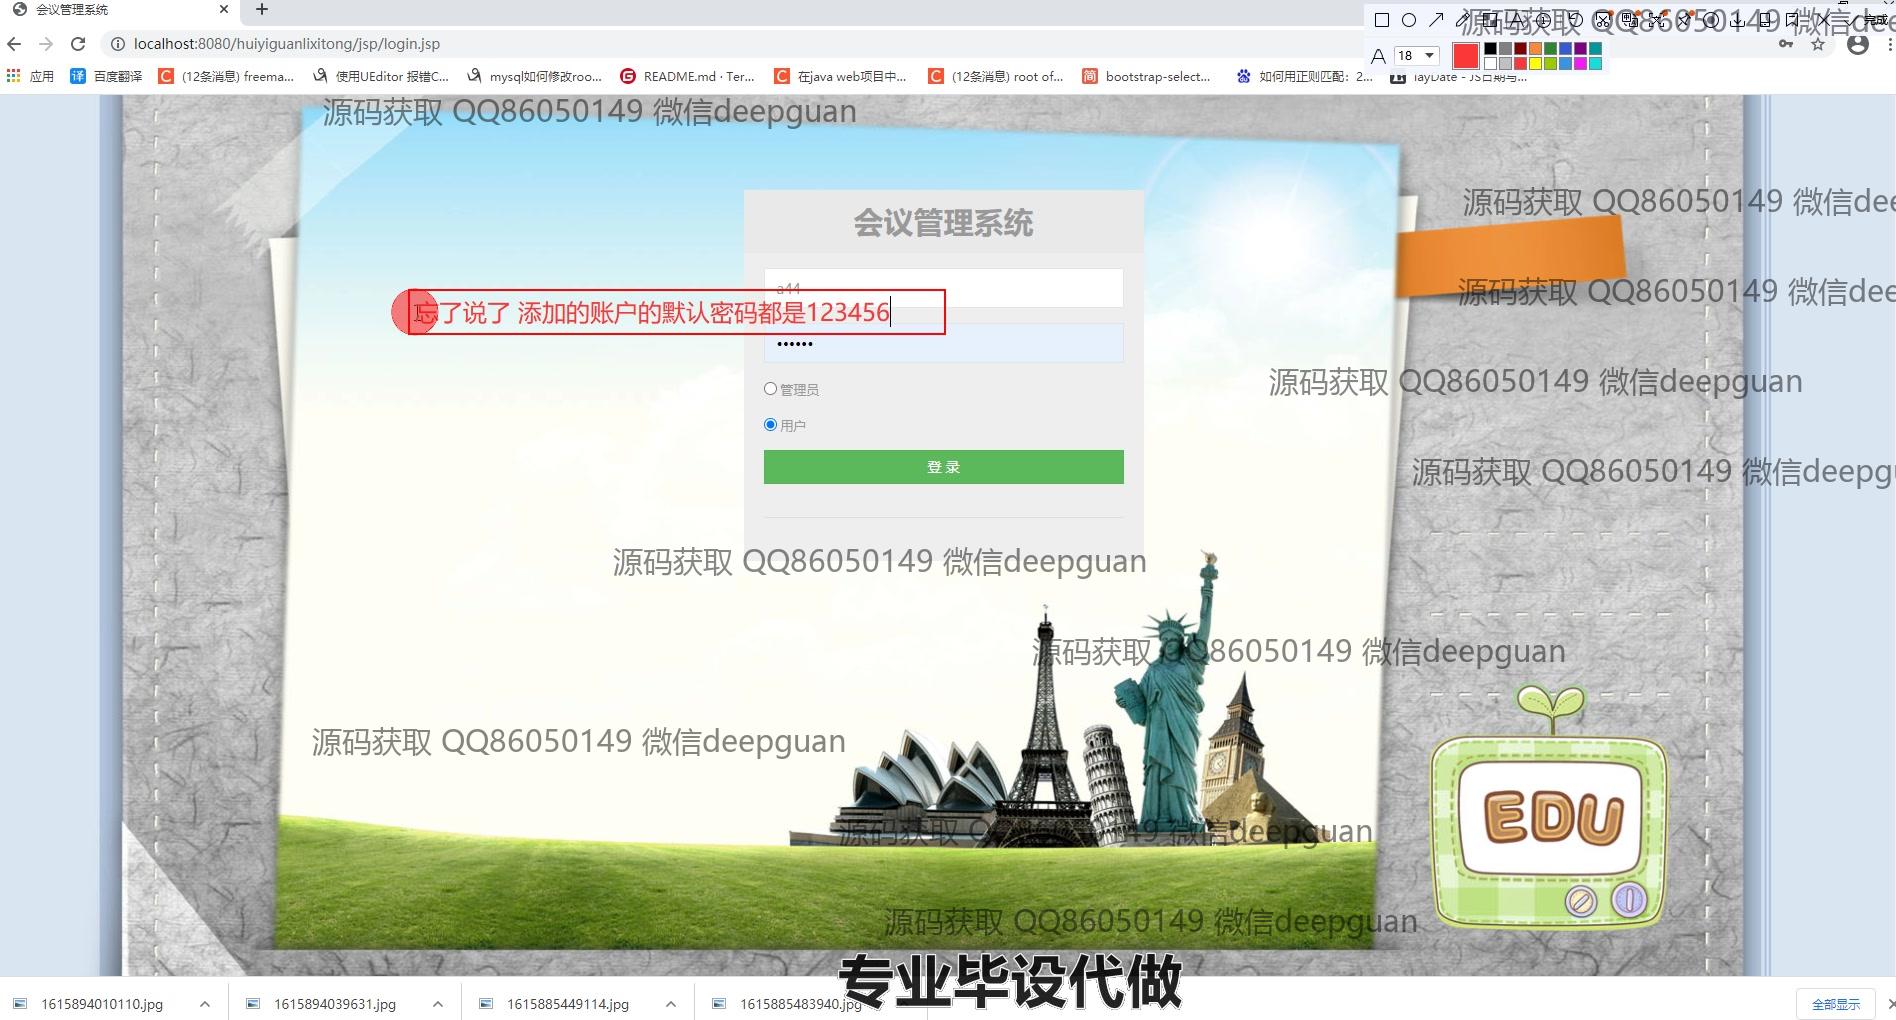 会议管理系统
localhost:8080/huiyiguanlixitong/jsp/login.jsp
完成
18
应用
百度翻译
(12条消息) freema...
使用UEditor 报错C...
mysql如何修改roo...
README.md · Ter...
在java web项目中...
(12条消息) root of...
bootstrap-select...
如何用正则匹配：2...
layDate - JS日期与...
源码获取 QQ86050149 微信deepguan
源码获取 QQ86050149 微信dee
会议管理系统
a44
忘了说了 添加的账户的默认密码都是123456
••••••
源码获取 QQ86050149 微信dee
管理员
源码获取 QQ86050149 微信deepguan
用户
登 录
源码获取 QQ86050149 微信deepgu
源码获取 QQ86050149 微信deepguan
源码获取 QQ86050149 微信deepguan
源码获取 QQ86050149 微信deepguan
EDU
源码获取 QQ86050149 微信deepguan
源码获取 QQ86050149 微信deepguan
专业毕设代做
1615894010110.jpg
1615894039631.jpg
1615885449114.jpg
1615885483940.jpg
全部显示